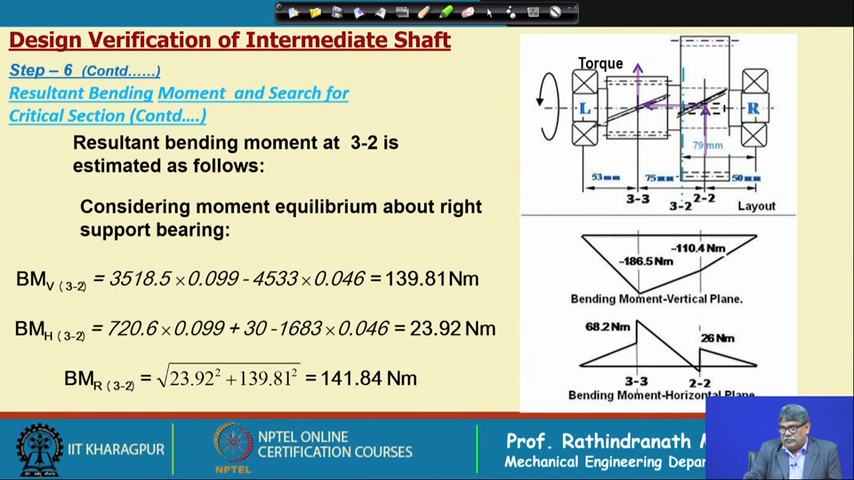 Design Verification of Intermediate Shaft
Step – 6 (Contd……)
Resultant Bending Moment and Search for
Critical Section (Contd….)
Resultant bending moment at 3-2 is
estimated as follows:
Considering moment equilibrium about right
support bearing:
BMV (3-2) = 3518.5 ×0.099 - 4533 ×0.046 = 139.81 Nm
BMH (3-2) = 720.6 ×0.099 + 30 -1683 ×0.046 = 23.92 Nm
BMR (3-2) = √23.92² +139.81² = 141.84 Nm
Torque
L
R
79 mm
53 mm
75 mm
50 mm
3-3
3-2
2-2
Layout
-186.5 Nm
-110.4 Nm
Bending Moment-Vertical Plane.
68.2 Nm
26 Nm
3-3
2-2
Bending Moment-Horizontal Plane
IIT KHARAGPUR
NPTEL
NPTEL ONLINE
CERTIFICATION COURSES
Prof. Rathindranath
Mechanical Engineering